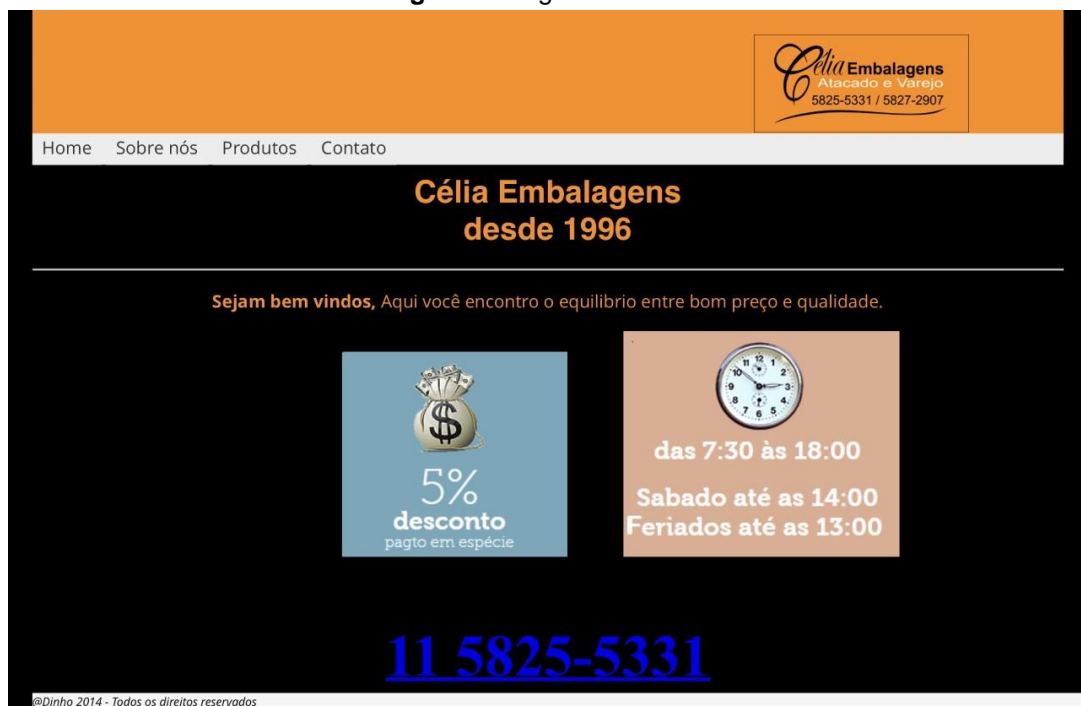 Célia Embalagens
Atacado e Varejo
5825-5331 / 5827-2907
Home Sobre nós Produtos Contato
Célia Embalagens
desde 1996
Sejam bem vindos, Aqui você encontro o equilibrio entre bom preço e qualidade.
5%
desconto
pagto em espécie
das 7:30 às 18:00
Sabado até as 14:00
Feriados até as 13:00
11 5825-5331
@Dinho 2014 - Todos os direitos reservados